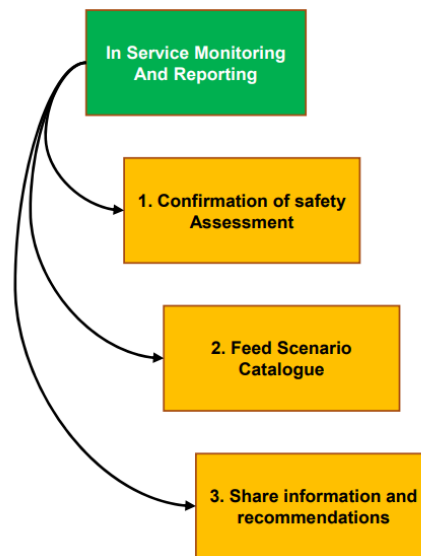 In Service Monitoring
And Reporting
1. Confirmation of safety
Assessment
2. Feed Scenario
Catalogue
3. Share information and
recommendations